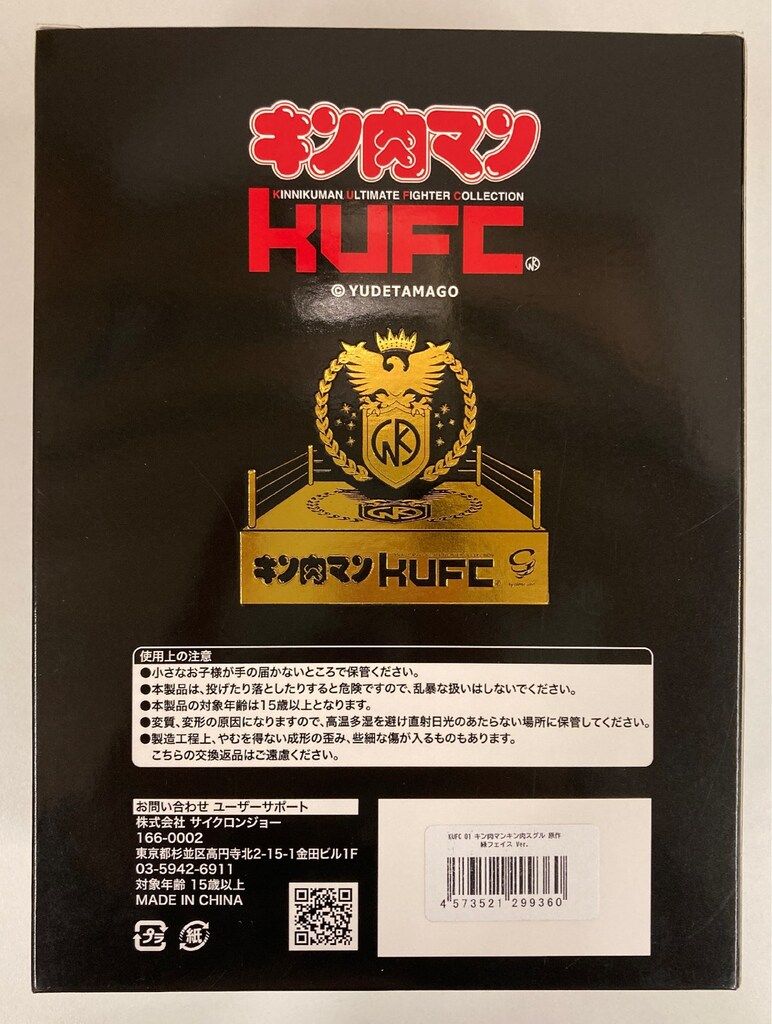 キン肉マン
KINNIKUMAN ULTIMATE FIGHTER COLLECTION
KUFC
© YUDETAMAGO
キン肉マン KUFC
使用上の注意
●小さなお子様が手の届かないところで保管ください。
●本製品は、投げたり落としたりすると危険ですので、乱暴な扱いはしないでください。
●本製品の対象年齢は15歳以上となります。
●変質、変形の原因になりますので、高温多湿を避け直射日光のあたらない場所に保管してください。
●製造工程上、やむを得ない成形の歪み、些細な傷が入るものもあります。
こちらの交換返品はご遠慮ください。
お問い合わせ ユーザーサポート
株式会社 サイクロンジョー
166-0002
東京都杉並区高円寺北2-15-1金田ビル1F
03-5942-6911
対象年齢 15歳以上
MADE IN CHINA
プラ
紙
KUFC 01 キン肉マンキン肉スグル 原作
緑フェイス Ver.
4 573521 299360